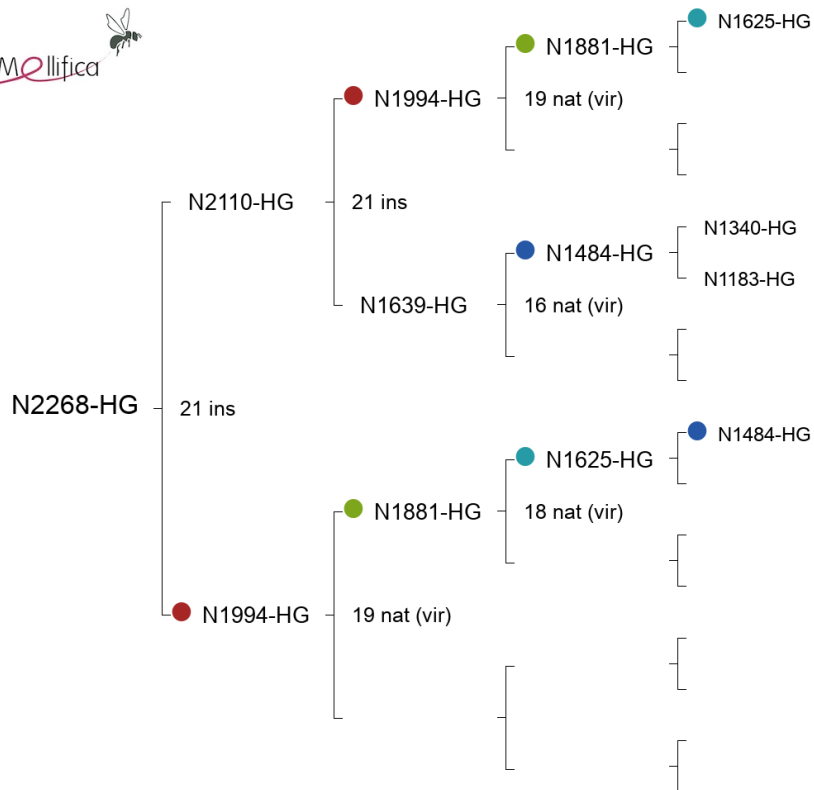 N1625-HG
N1881-HG
Mellifica
N1994-HG
19 nat (vir)
N2110-HG
21 ins
N1340-HG
N1484-HG
N1183-HG
N1639-HG
16 nat (vir)
N2268-HG
21 ins
N1484-HG
N1625-HG
N1881-HG
18 nat (vir)
N1994-HG
19 nat (vir)